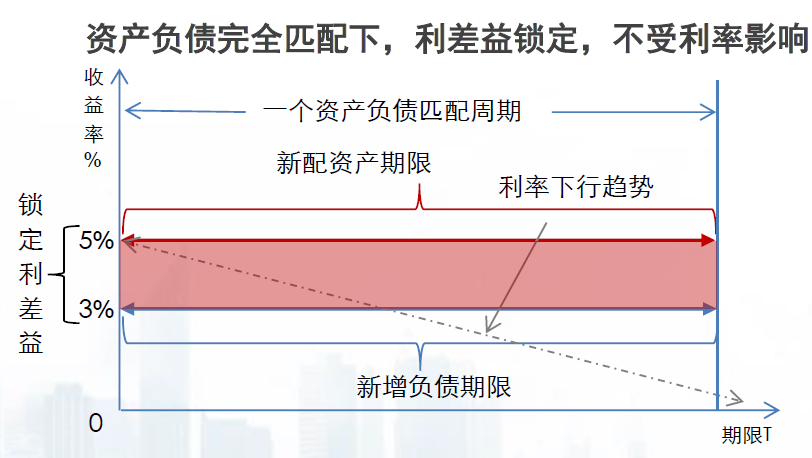 资产负债完全匹配下，利差益锁定，不受利率影响
收益率%
一个资产负债匹配周期
新配资产期限
利率下行趋势
锁定利差益
5%
3%
新增负债期限
0
期限T